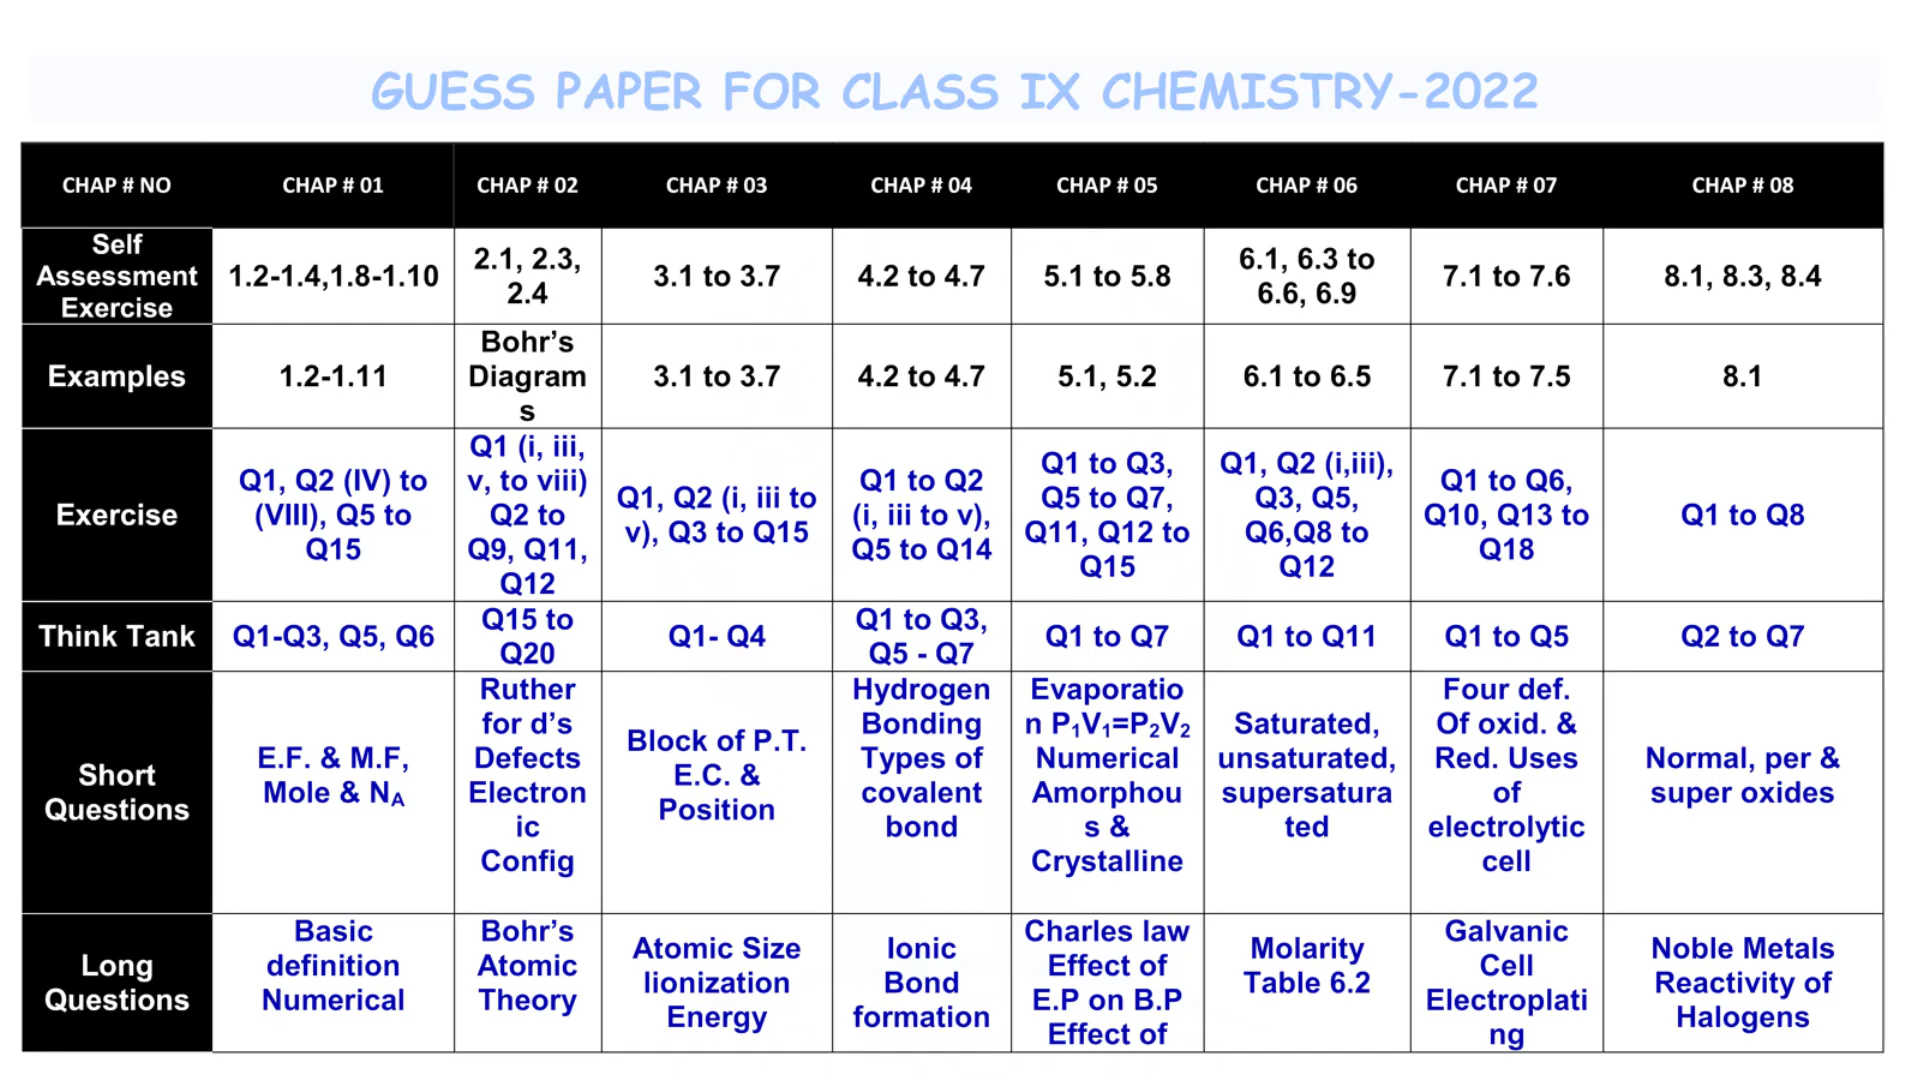 GUESS PAPER FOR CLASS IX CHEMISTRY-2022
CHAP # NO
CHAP # 01
CHAP # 02
CHAP # 03
CHAP # 04
CHAP # 05
CHAP # 06
CHAP # 07
CHAP # 08
Self
Assessment
Exercise
1.2-1.4,1.8-1.10
2.1, 2.3,
2.4
3.1 to 3.7
4.2 to 4.7
5.1 to 5.8
6.1, 6.3 to
6.6, 6.9
7.1 to 7.6
8.1, 8.3, 8.4
Examples
1.2-1.11
Bohr’s
Diagram
s
3.1 to 3.7
4.2 to 4.7
5.1, 5.2
6.1 to 6.5
7.1 to 7.5
8.1
Exercise
Q1, Q2 (IV) to
(VIII), Q5 to
Q15
Q1 (i, iii,
v, to viii)
Q2 to
Q9, Q11,
Q12
Q1, Q2 (i, iii to
v), Q3 to Q15
Q1 to Q2
(i, iii to v),
Q5 to Q14
Q1 to Q3,
Q5 to Q7,
Q11, Q12 to
Q15
Q1, Q2 (i,iii),
Q3, Q5,
Q6,Q8 to
Q12
Q1 to Q6,
Q10, Q13 to
Q18
Q1 to Q8
Think Tank
Q1-Q3, Q5, Q6
Q15 to
Q20
Q1- Q4
Q1 to Q3,
Q5 - Q7
Q1 to Q7
Q1 to Q11
Q1 to Q5
Q2 to Q7
Short
Questions
E.F. & M.F,
Mole & N<sub>A</sub>
Ruther
for d’s
Defects
Electron
ic
Config
Block of P.T.
E.C. &
Position
Hydrogen
Bonding
Types of
covalent
bond
Evaporatio
n P₁V₁=P₂V₂
Numerical
Amorphou
s &
Crystalline
Saturated,
unsaturated,
supersatura
ted
Four def.
Of oxid. &
Red. Uses
of
electrolytic
cell
Normal, per &
super oxides
Long
Questions
Basic
definition
Numerical
Bohr’s
Atomic
Theory
Atomic Size
Iionization
Energy
Ionic
Bond
formation
Charles law
Effect of
E.P on B.P
Effect of
Molarity
Table 6.2
Galvanic
Cell
Electroplati
ng
Noble Metals
Reactivity of
Halogens